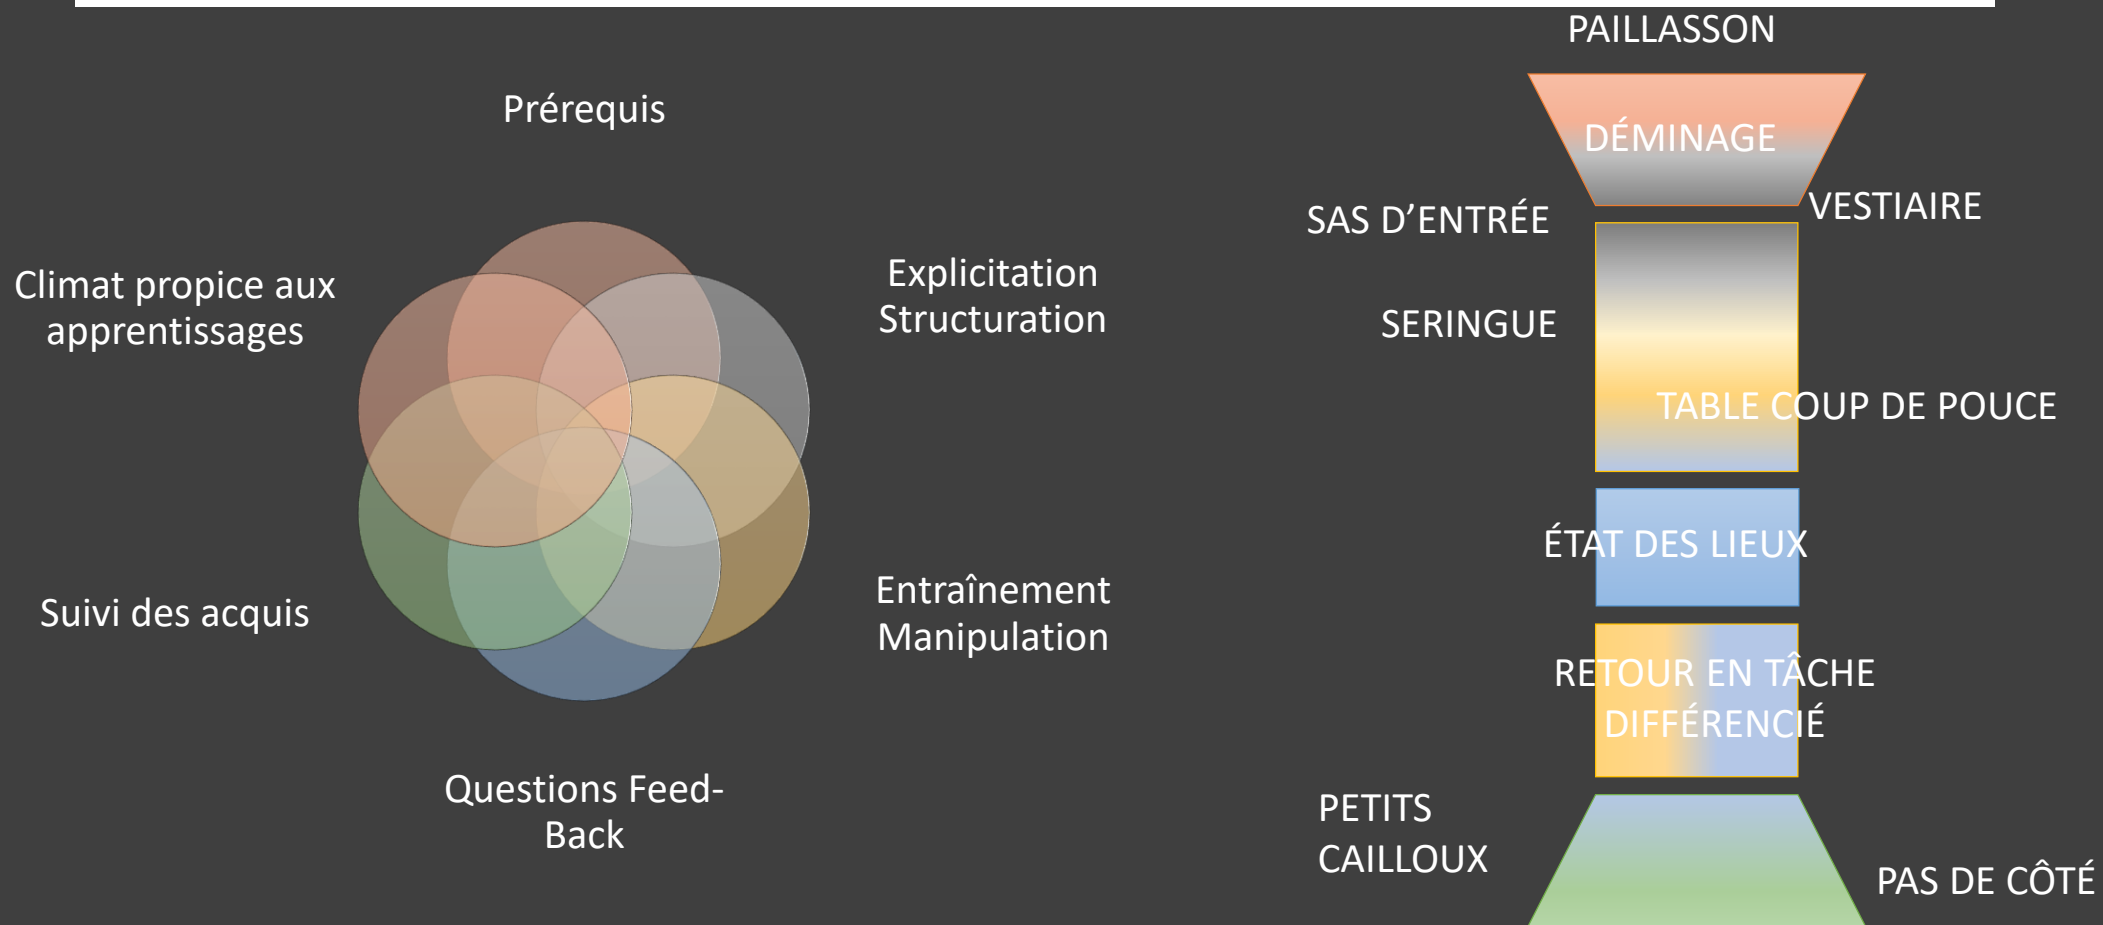 Prérequis
Climat propice aux
apprentissages
Explicitation
Structuration
Suivi des acquis
Entraînement
Manipulation
Questions Feed-
Back
PAILLASSON
DÉMINAGE
SAS D’ENTRÉE
VESTIAIRE
SERINGUE
TABLE COUP DE POUCE
ÉTAT DES LIEUX
RETOUR EN TÂCHE
DIFFÉRENCIÉ
PETITS
CAILLOUX
PAS DE CÔTÉ